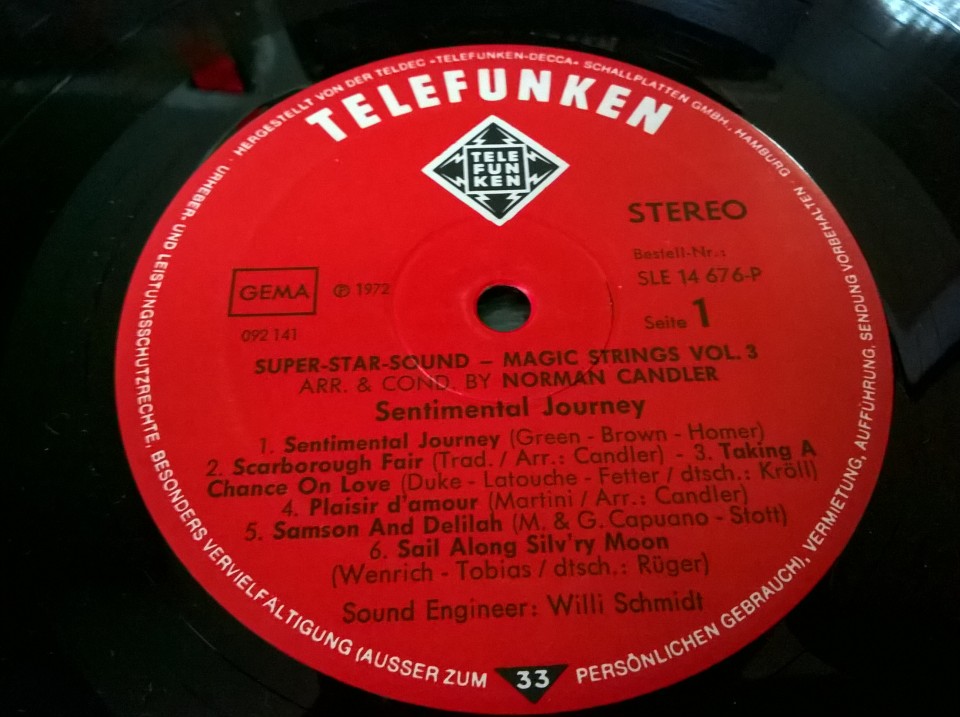 URHEBER- UND LEISTUNGSSCHUTZRECHTE, BESONDERS VERVIELFÄLTIGUNG (AUSSER ZUM PERSÖNLICHEN GEBRAUCH), VERMIETUNG, AUFFÜHRUNG, SENDUNG VORBEHALTEN
· HERGESTELLT VON DER TELDEC »TELEFUNKEN-DECCA« SCHALLPLATTEN GMBH., HAMBURG ·
TELEFUNKEN
TELE
FUN
KEN
STEREO
Bestell-Nr.:
SLE 14 676-P
GEMA ℗ 1972
Seite 1
092 141
SUPER-STAR-SOUND – MAGIC STRINGS VOL. 3
ARR. & COND. BY NORMAN CANDLER
Sentimental Journey
1. Sentimental Journey (Green - Brown - Homer)
2. Scarborough Fair (Trad. / Arr.: Candler) - 3. Taking A
Chance On Love (Duke - Latouche - Fetter / dtsch.: Kröll)
4. Plaisir d'amour (Martini / Arr.: Candler)
5. Samson And Delilah (M. & G. Capuano - Stott)
6. Sail Along Silv'ry Moon
(Wenrich - Tobias / dtsch.: Rüger)
Sound Engineer: Willi Schmidt
33